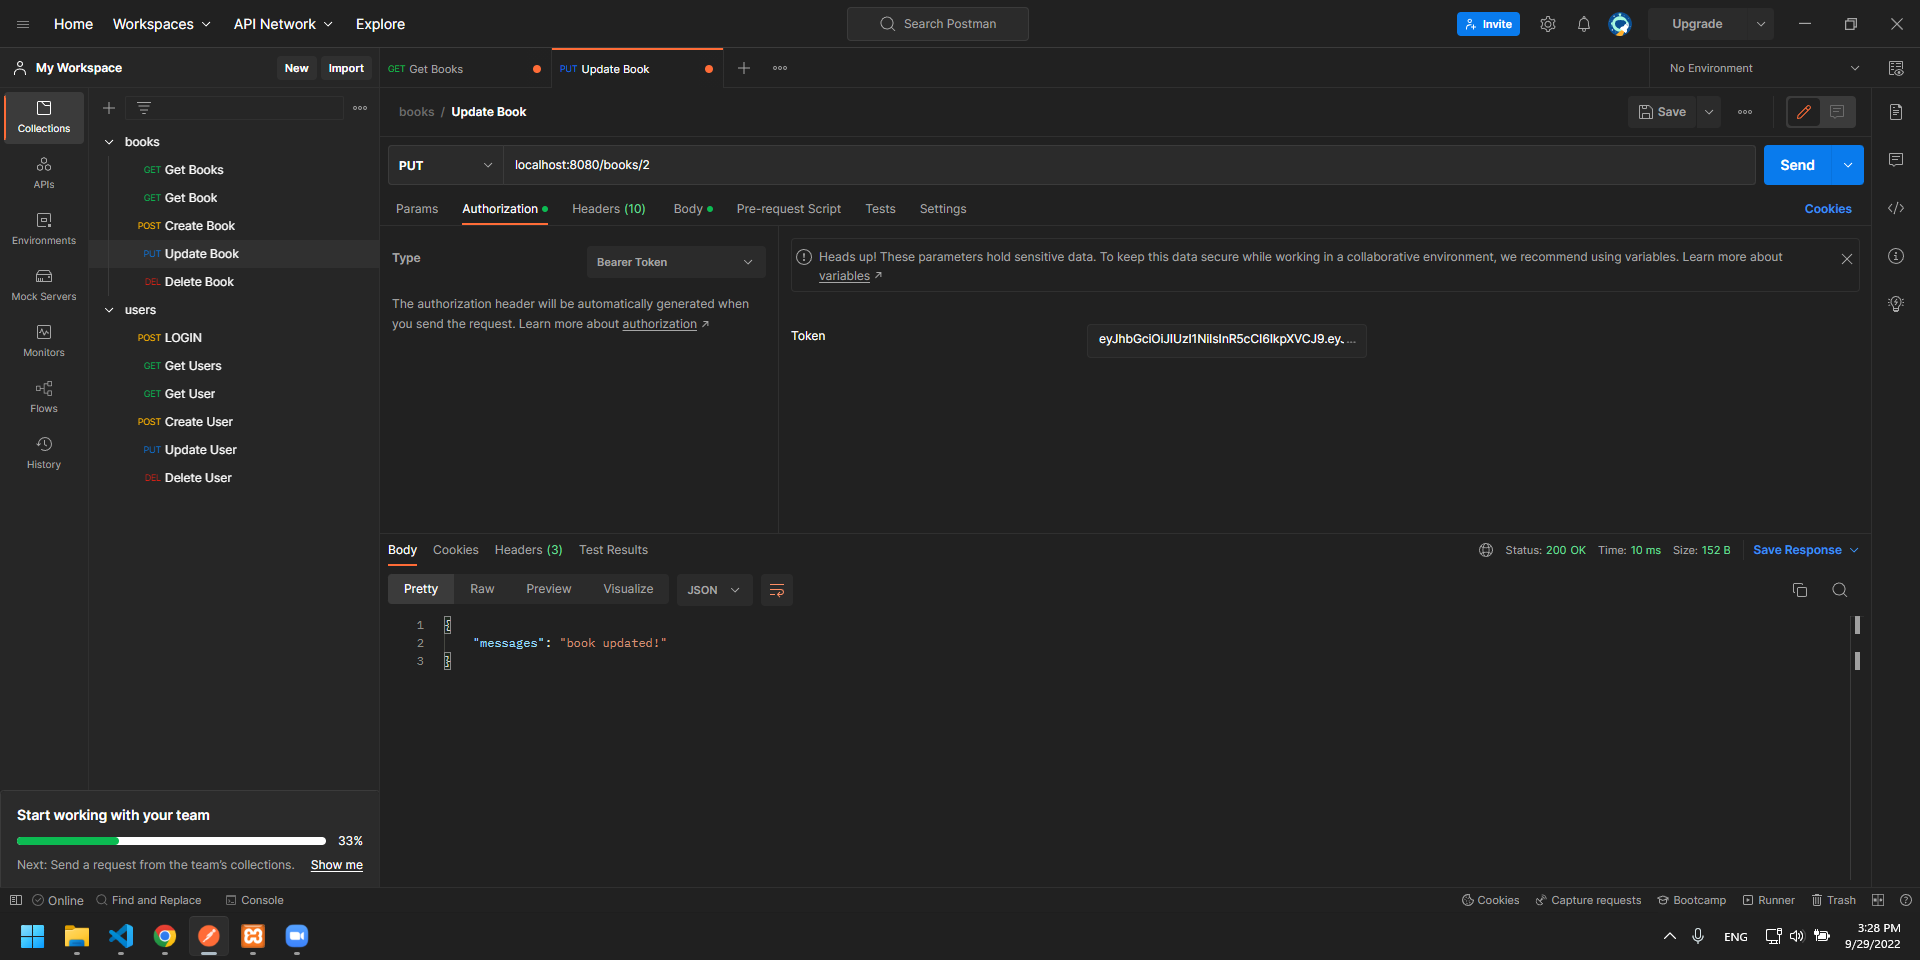 Home Workspaces API Network Explore Search Postman Invite Upgrade
My Workspace New Import GET Get Books PUT Update Book No Environment
Collections
APIs
Environments
Mock Servers
Monitors
Flows
History
books
GET Get Books
GET Get Book
POST Create Book
PUT Update Book
DEL Delete Book
users
POST LOGIN
GET Get Users
GET Get User
POST Create User
PUT Update User
DEL Delete User
Start working with your team
33%
Next: Send a request from the team's collections. Show me
books / Update Book Save
PUT localhost:8080/books/2 Send
Params Authorization Headers (10) Body Pre-request Script Tests Settings Cookies
Type Bearer Token
The authorization header will be automatically generated when
you send the request. Learn more about authorization ↗
Heads up! These parameters hold sensitive data. To keep this data secure while working in a collaborative environment, we recommend using variables. Learn more about
variables ↗
Token eyJhbGciOiJIUzI1NiIsInR5cCI6IkpXVCJ9.ey...
Body Cookies Headers (3) Test Results Status: 200 OK Time: 10 ms Size: 152 B Save Response
Pretty Raw Preview Visualize JSON
1 {
2 "messages": "book updated!"
3 }
Online Find and Replace Console Cookies Capture requests Bootcamp Runner Trash
ENG 3:28 PM
9/29/2022